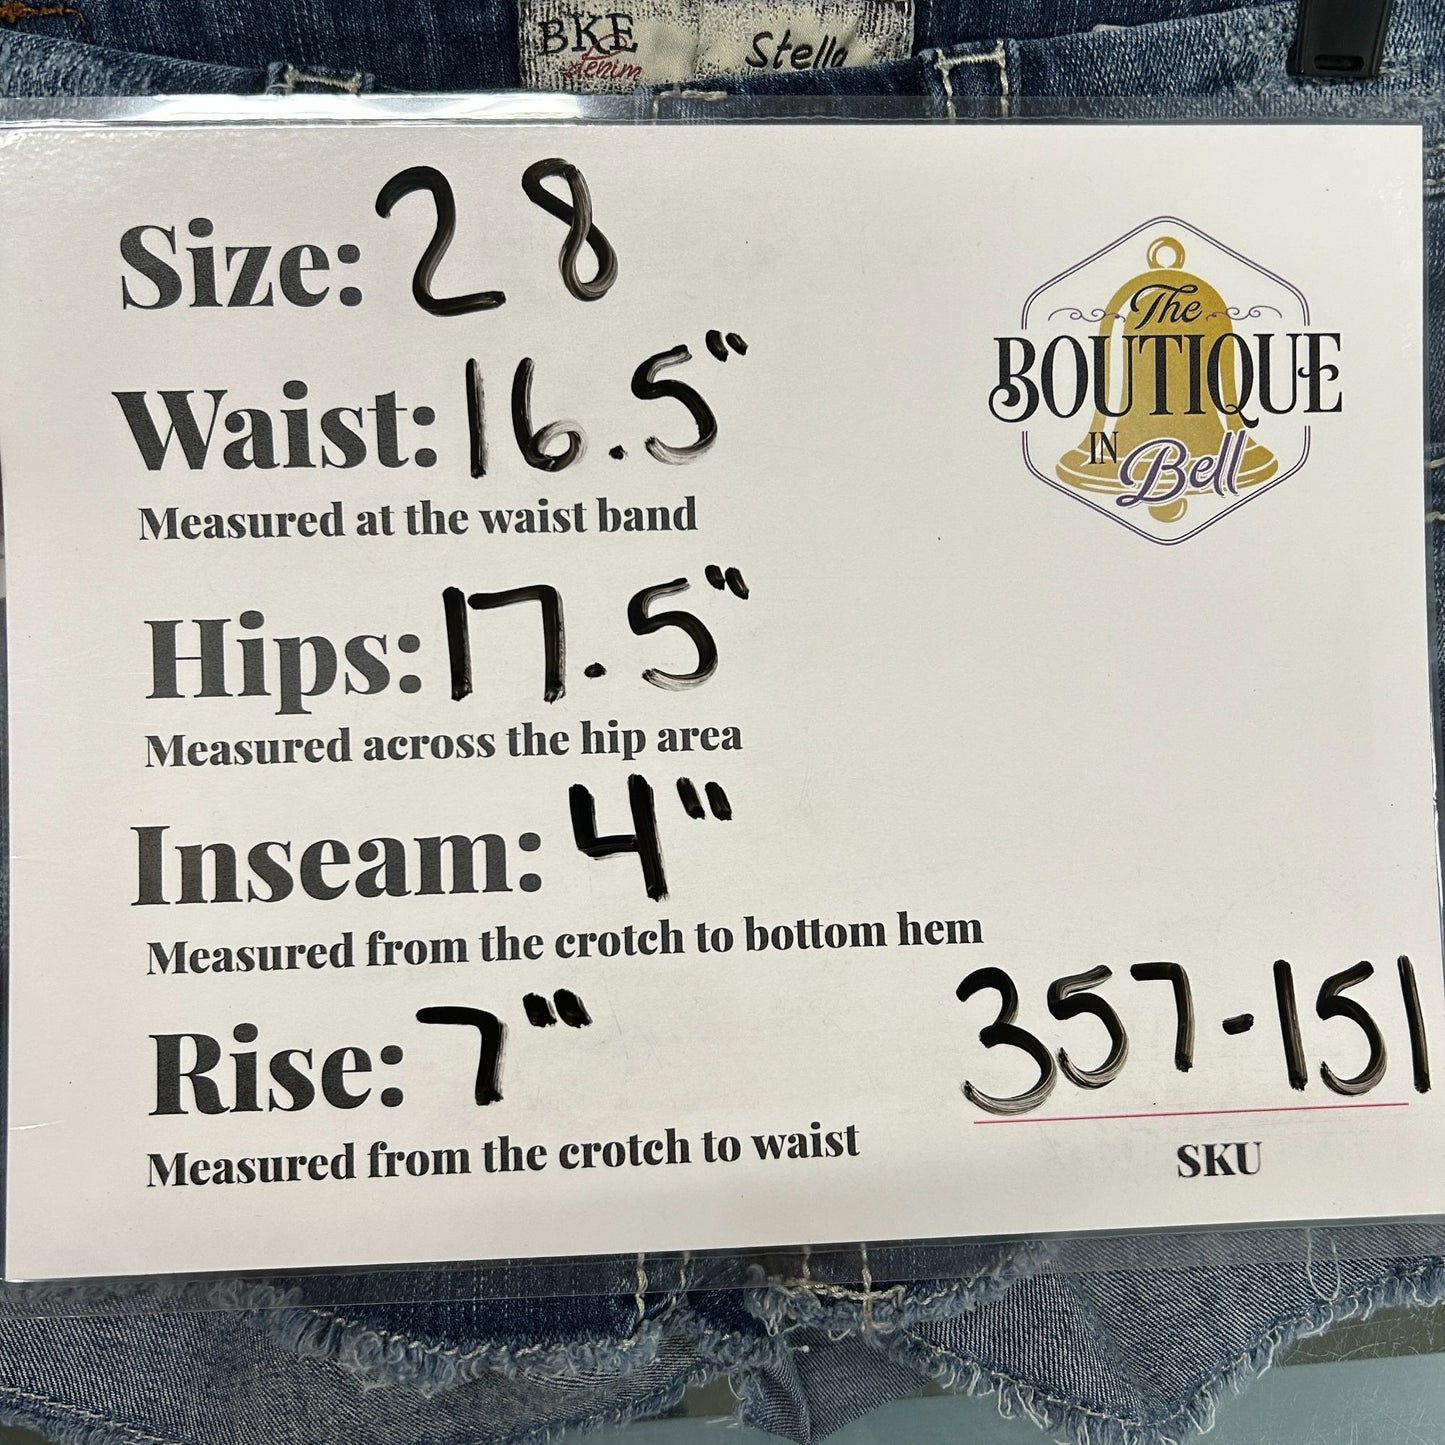 BKE Stella
denim
Size: 28
The
BOUTIQUE
IN Bell
Waist: 16.5"
Measured at the waist band
Hips: 17.5"
Measured across the hip area
Inseam: 4"
Measured from the crotch to bottom hem
Rise: 7"
357-151
Measured from the crotch to waist
SKU